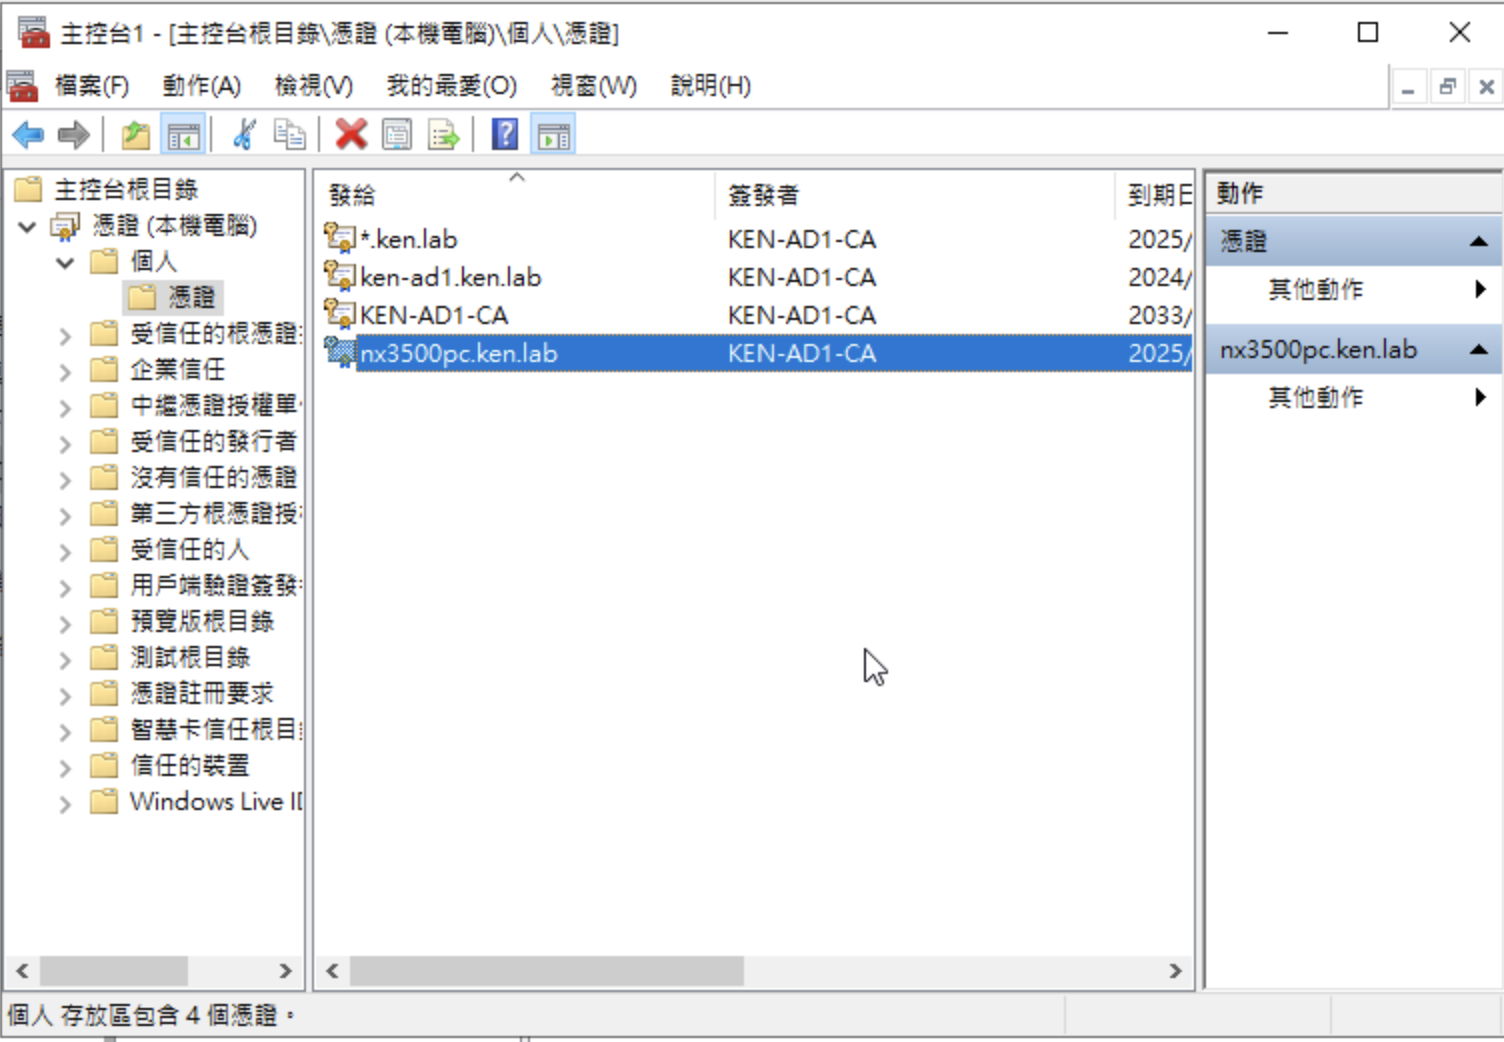 主控台1 - [主控台根目錄\憑證 (本機電腦)\個人\憑證]
檔案(F) 動作(A) 檢視(V) 我的最愛(O) 視窗(W) 說明(H)
主控台根目錄
憑證 (本機電腦)
個人
憑證
受信任的根憑證
企業信任
中繼憑證授權單
受信任的發行者
沒有信任的憑證
第三方根憑證授
受信任的人
用戶端驗證簽發
預覽版根目錄
測試根目錄
憑證註冊要求
智慧卡信任根目
信任的裝置
Windows Live
發給 簽發者 到期日
*.ken.lab KEN-AD1-CA 2025/
ken-ad1.ken.lab KEN-AD1-CA 2024/
KEN-AD1-CA KEN-AD1-CA 2033/
nx3500pc.ken.lab KEN-AD1-CA 2025/
動作
憑證
其他動作
nx3500pc.ken.lab
其他動作
個人 存放區包含 4 個憑證。